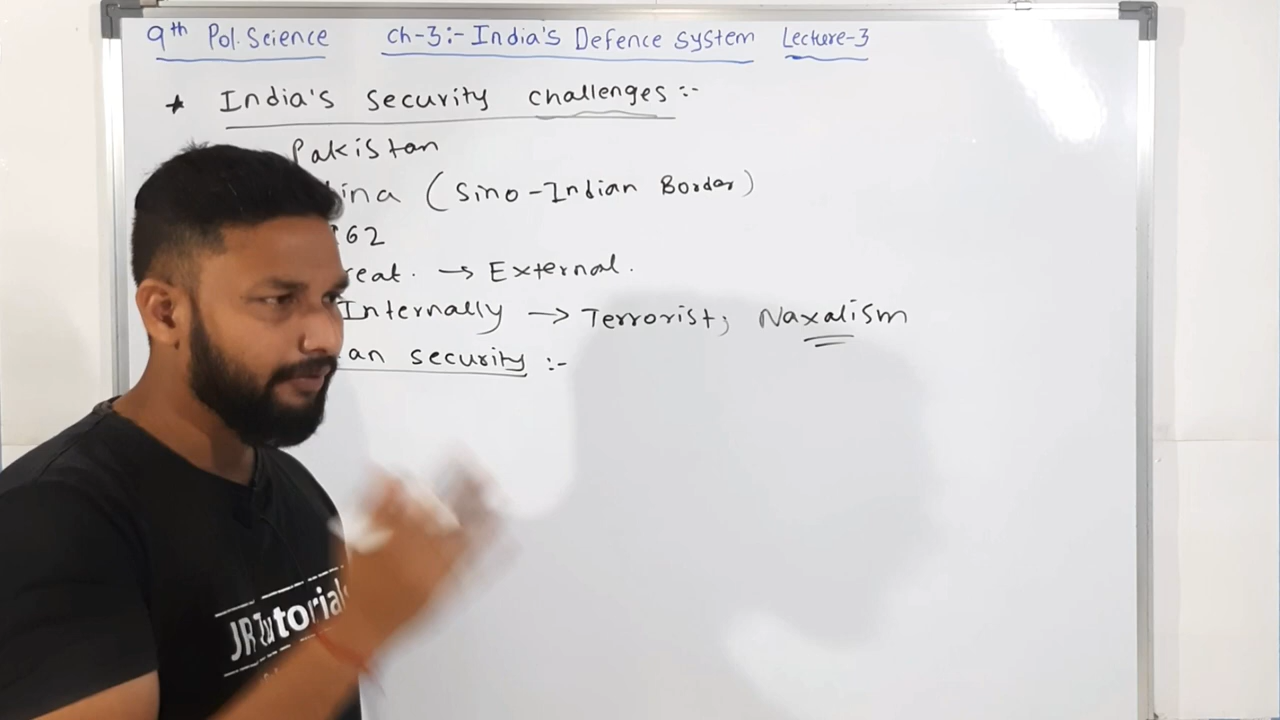 9th Pol. Science Ch-3:- India's Defence system Lecture-3
* India's security challenges :-
Pakistan
ina (Sino-Indian Border)
62
reat. → External.
Internally → Terrorist; Naxalism
an security :-
JR Tutorials